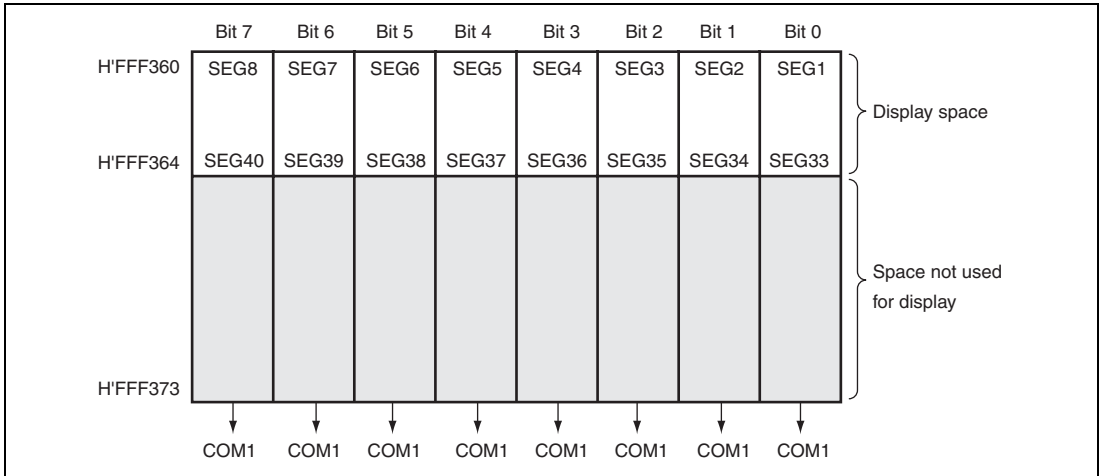 Bit 7 Bit 6 Bit 5 Bit 4 Bit 3 Bit 2 Bit 1 Bit 0
H'FFF360 SEG8 SEG7 SEG6 SEG5 SEG4 SEG3 SEG2 SEG1
Display space
H'FFF364 SEG40 SEG39 SEG38 SEG37 SEG36 SEG35 SEG34 SEG33
Space not used
for display
H'FFF373
COM1 COM1 COM1 COM1 COM1 COM1 COM1 COM1